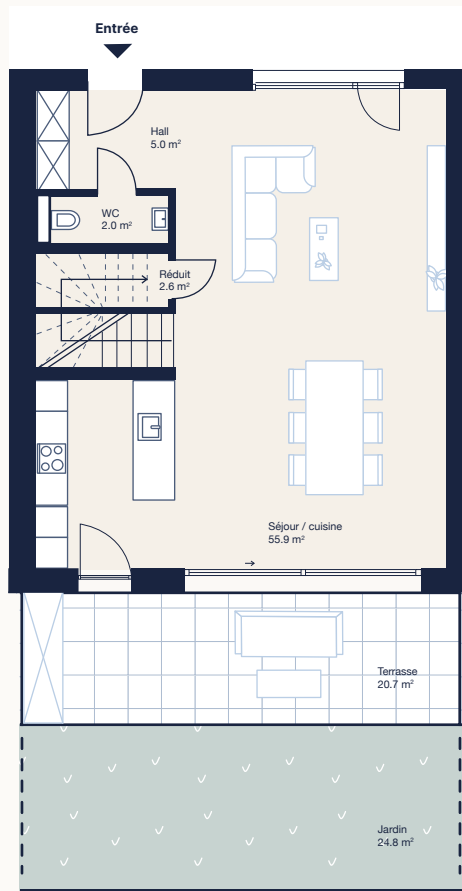 Entrée
Hall
5.0 m²
WC
2.0 m²
Réduit
2.6 m²
Séjour / cuisine
55.9 m²
Terrasse
20.7 m²
Jardin
24.8 m²